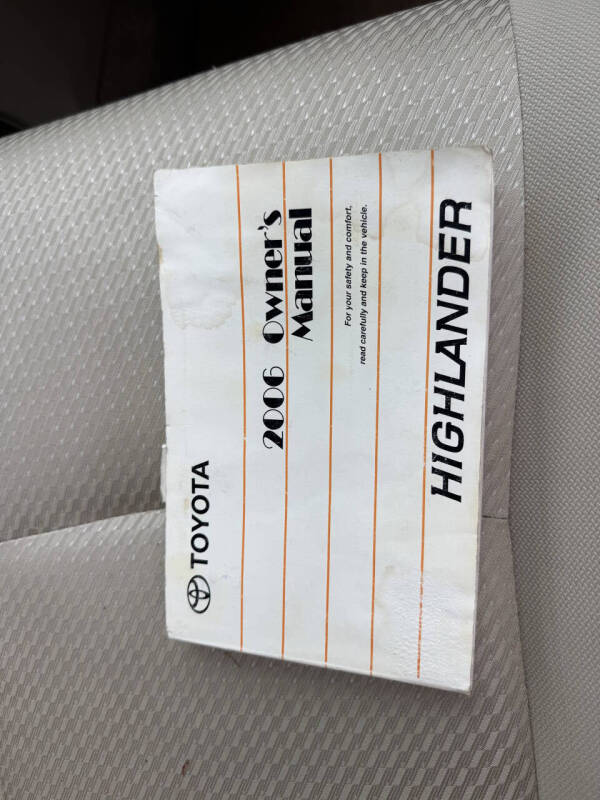 TOYOTA
2006 Owner's
Manual
For your safety and comfort,
read carefully and keep in the vehicle.
HIGHLANDER